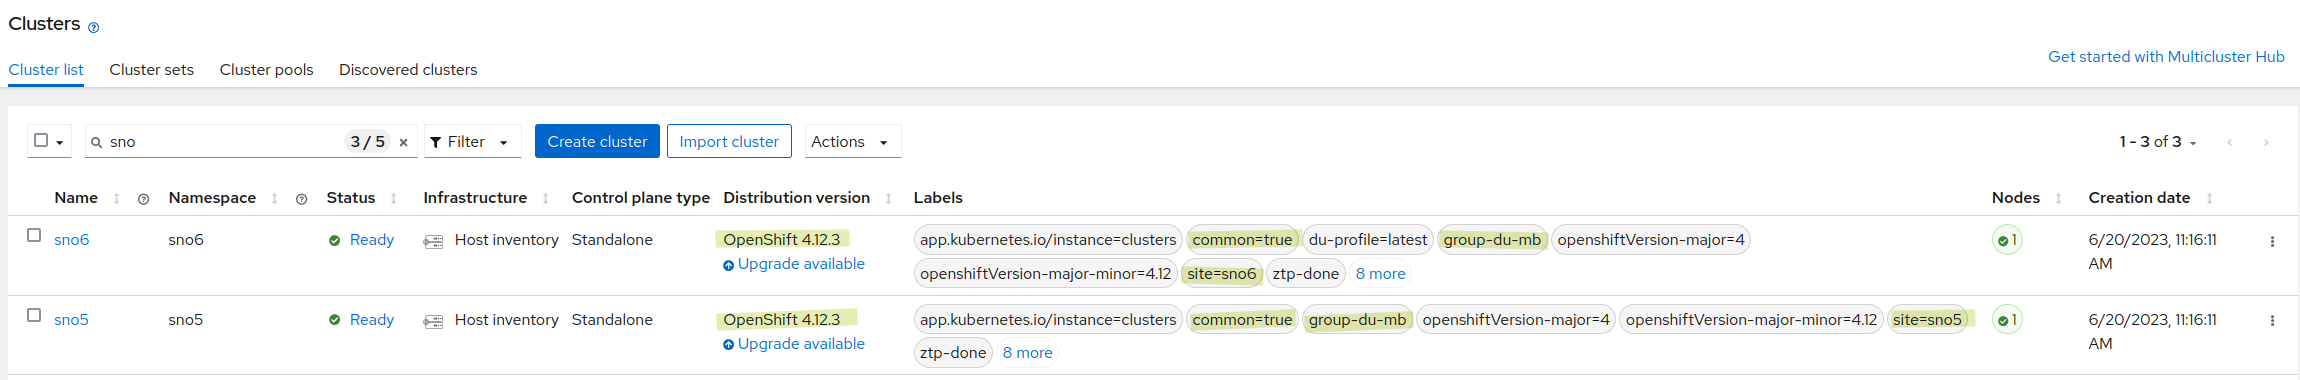 Clusters
Get started with Multicluster Hub
Cluster list Cluster sets Cluster pools Discovered clusters
sno 3 / 5 Filter Create cluster Import cluster Actions 1 - 3 of 3
Name Namespace Status Infrastructure Control plane type Distribution version Labels Nodes Creation date
sno6 sno6 Ready Host inventory Standalone OpenShift 4.12.3 app.kubernetes.io/instance=clusters common=true du-profile=latest group-du-mb openshiftVersion-major=4 1 6/20/2023, 11:16:11
Upgrade available openshiftVersion-major-minor=4.12 site=sno6 ztp-done 8 more AM
sno5 sno5 Ready Host inventory Standalone OpenShift 4.12.3 app.kubernetes.io/instance=clusters common=true group-du-mb openshiftVersion-major=4 openshiftVersion-major-minor=4.12 site=sno5 1 6/20/2023, 11:16:11
Upgrade available ztp-done 8 more AM